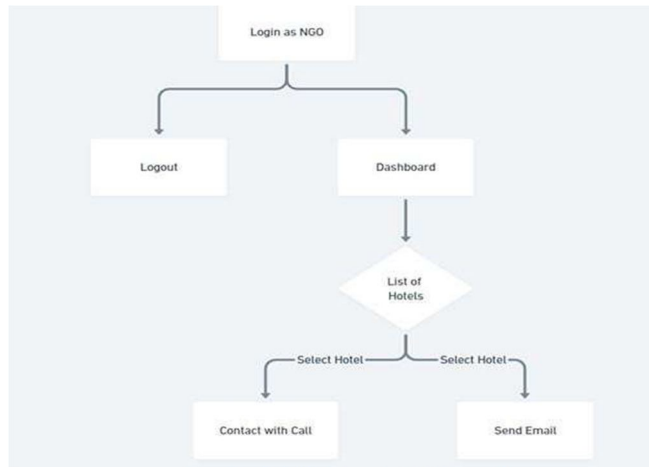 Login as NGO
Logout
Dashboard
List of
Hotels
Select Hotel
Select Hotel
Contact with Call
Send Email